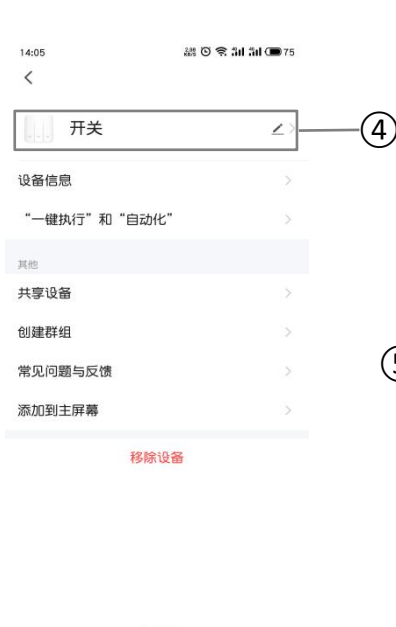 14:05
75
开关
④
设备信息
“一键执行”和“自动化”
其他
共享设备
创建群组
⑤
常见问题与反馈
添加到主屏幕
移除设备